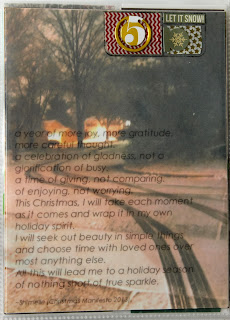 5
LET IT SNOW!
a year of more joy, more gratitude,
more careful thought.
a celebration of gladness, not a
glorification of busy.
a time of giving, not comparing.
of enjoying, not worrying.
This Christmas, I will take each moment
as it comes and wrap it in my own
holiday spirit.
I will seek out beauty in simple things
and choose time with loved ones over
most anything else.
All this will lead me to a holiday season
of nothing short of true sparkle.
Christmas Manifesto